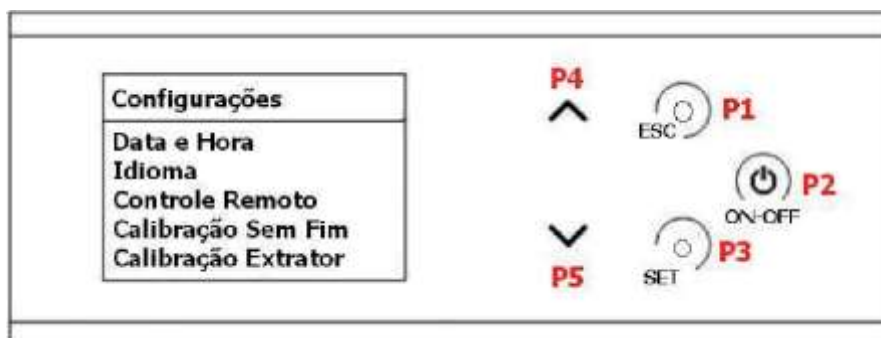 Configurações
Data e Hora
Idioma
Controle Remoto
Calibração Sem Fim
Calibração Extrator
P4
ESC
P1
P2
ON-OFF
P3
SET
P5